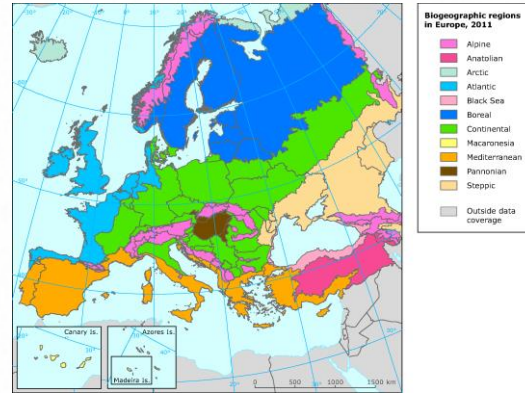 Biogeographic regions
in Europe, 2011
Alpine
Anatolian
Arctic
Atlantic
Black Sea
Boreal
Continental
Macaronesia
Mediterranean
Pannonian
Steppic
Outside data
coverage
Canary Is.
Azores Is.
Madeira Is.
0 500 1000 1500 km